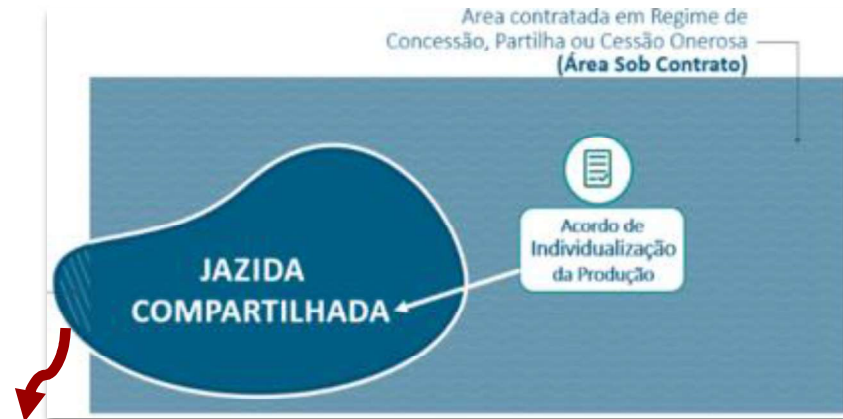 Area contratada em Regime de
Concessão, Partilha ou Cessão Onerosa
(Área Sob Contrato)
Acordo de
Individualização
da Produção
JAZIDA
COMPARTILHADA